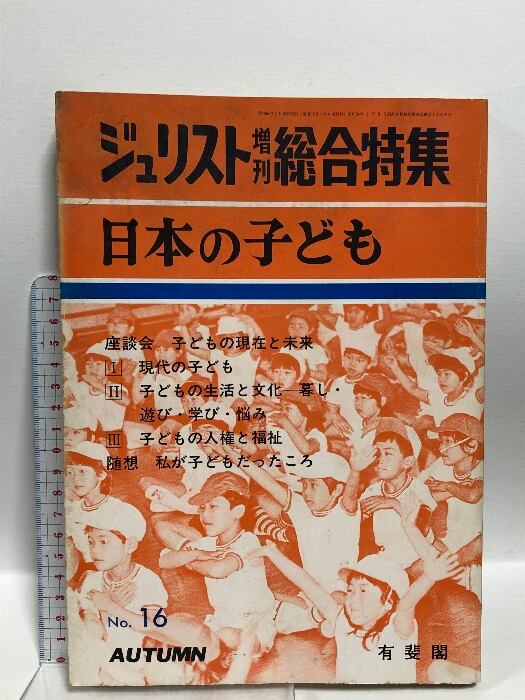 ジュリスト増刊総合特集
日本の子ども
座談会 子どもの現在と未来
Ⅰ 現代の子ども
Ⅱ 子どもの生活と文化―暮し・
遊び・学び・悩み
Ⅲ 子どもの人権と福祉
随想 私が子どもだったころ
No. 16
AUTUMN 有斐閣